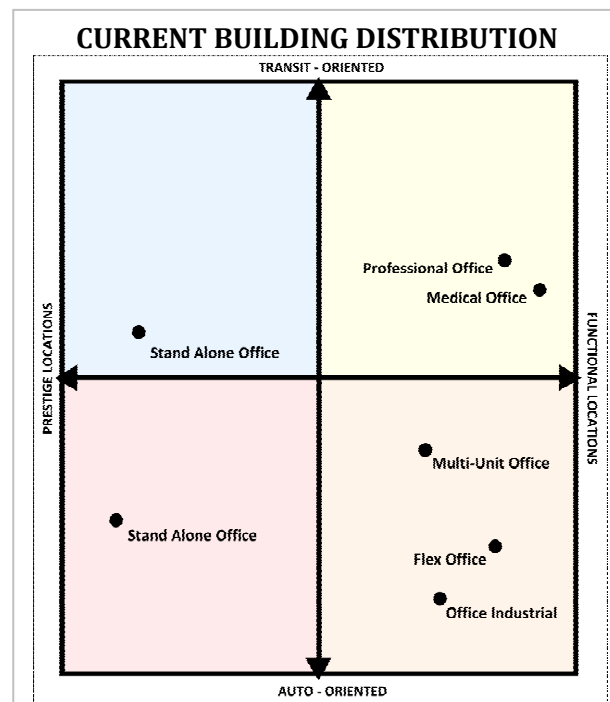 CURRENT BUILDING DISTRIBUTION
TRANSIT - ORIENTED
Professional Office
Medical Office
Stand Alone Office
PRESTIGE LOCATIONS
FUNCTIONAL LOCATIONS
Multi-Unit Office
Stand Alone Office
Flex Office
Office Industrial
AUTO - ORIENTED